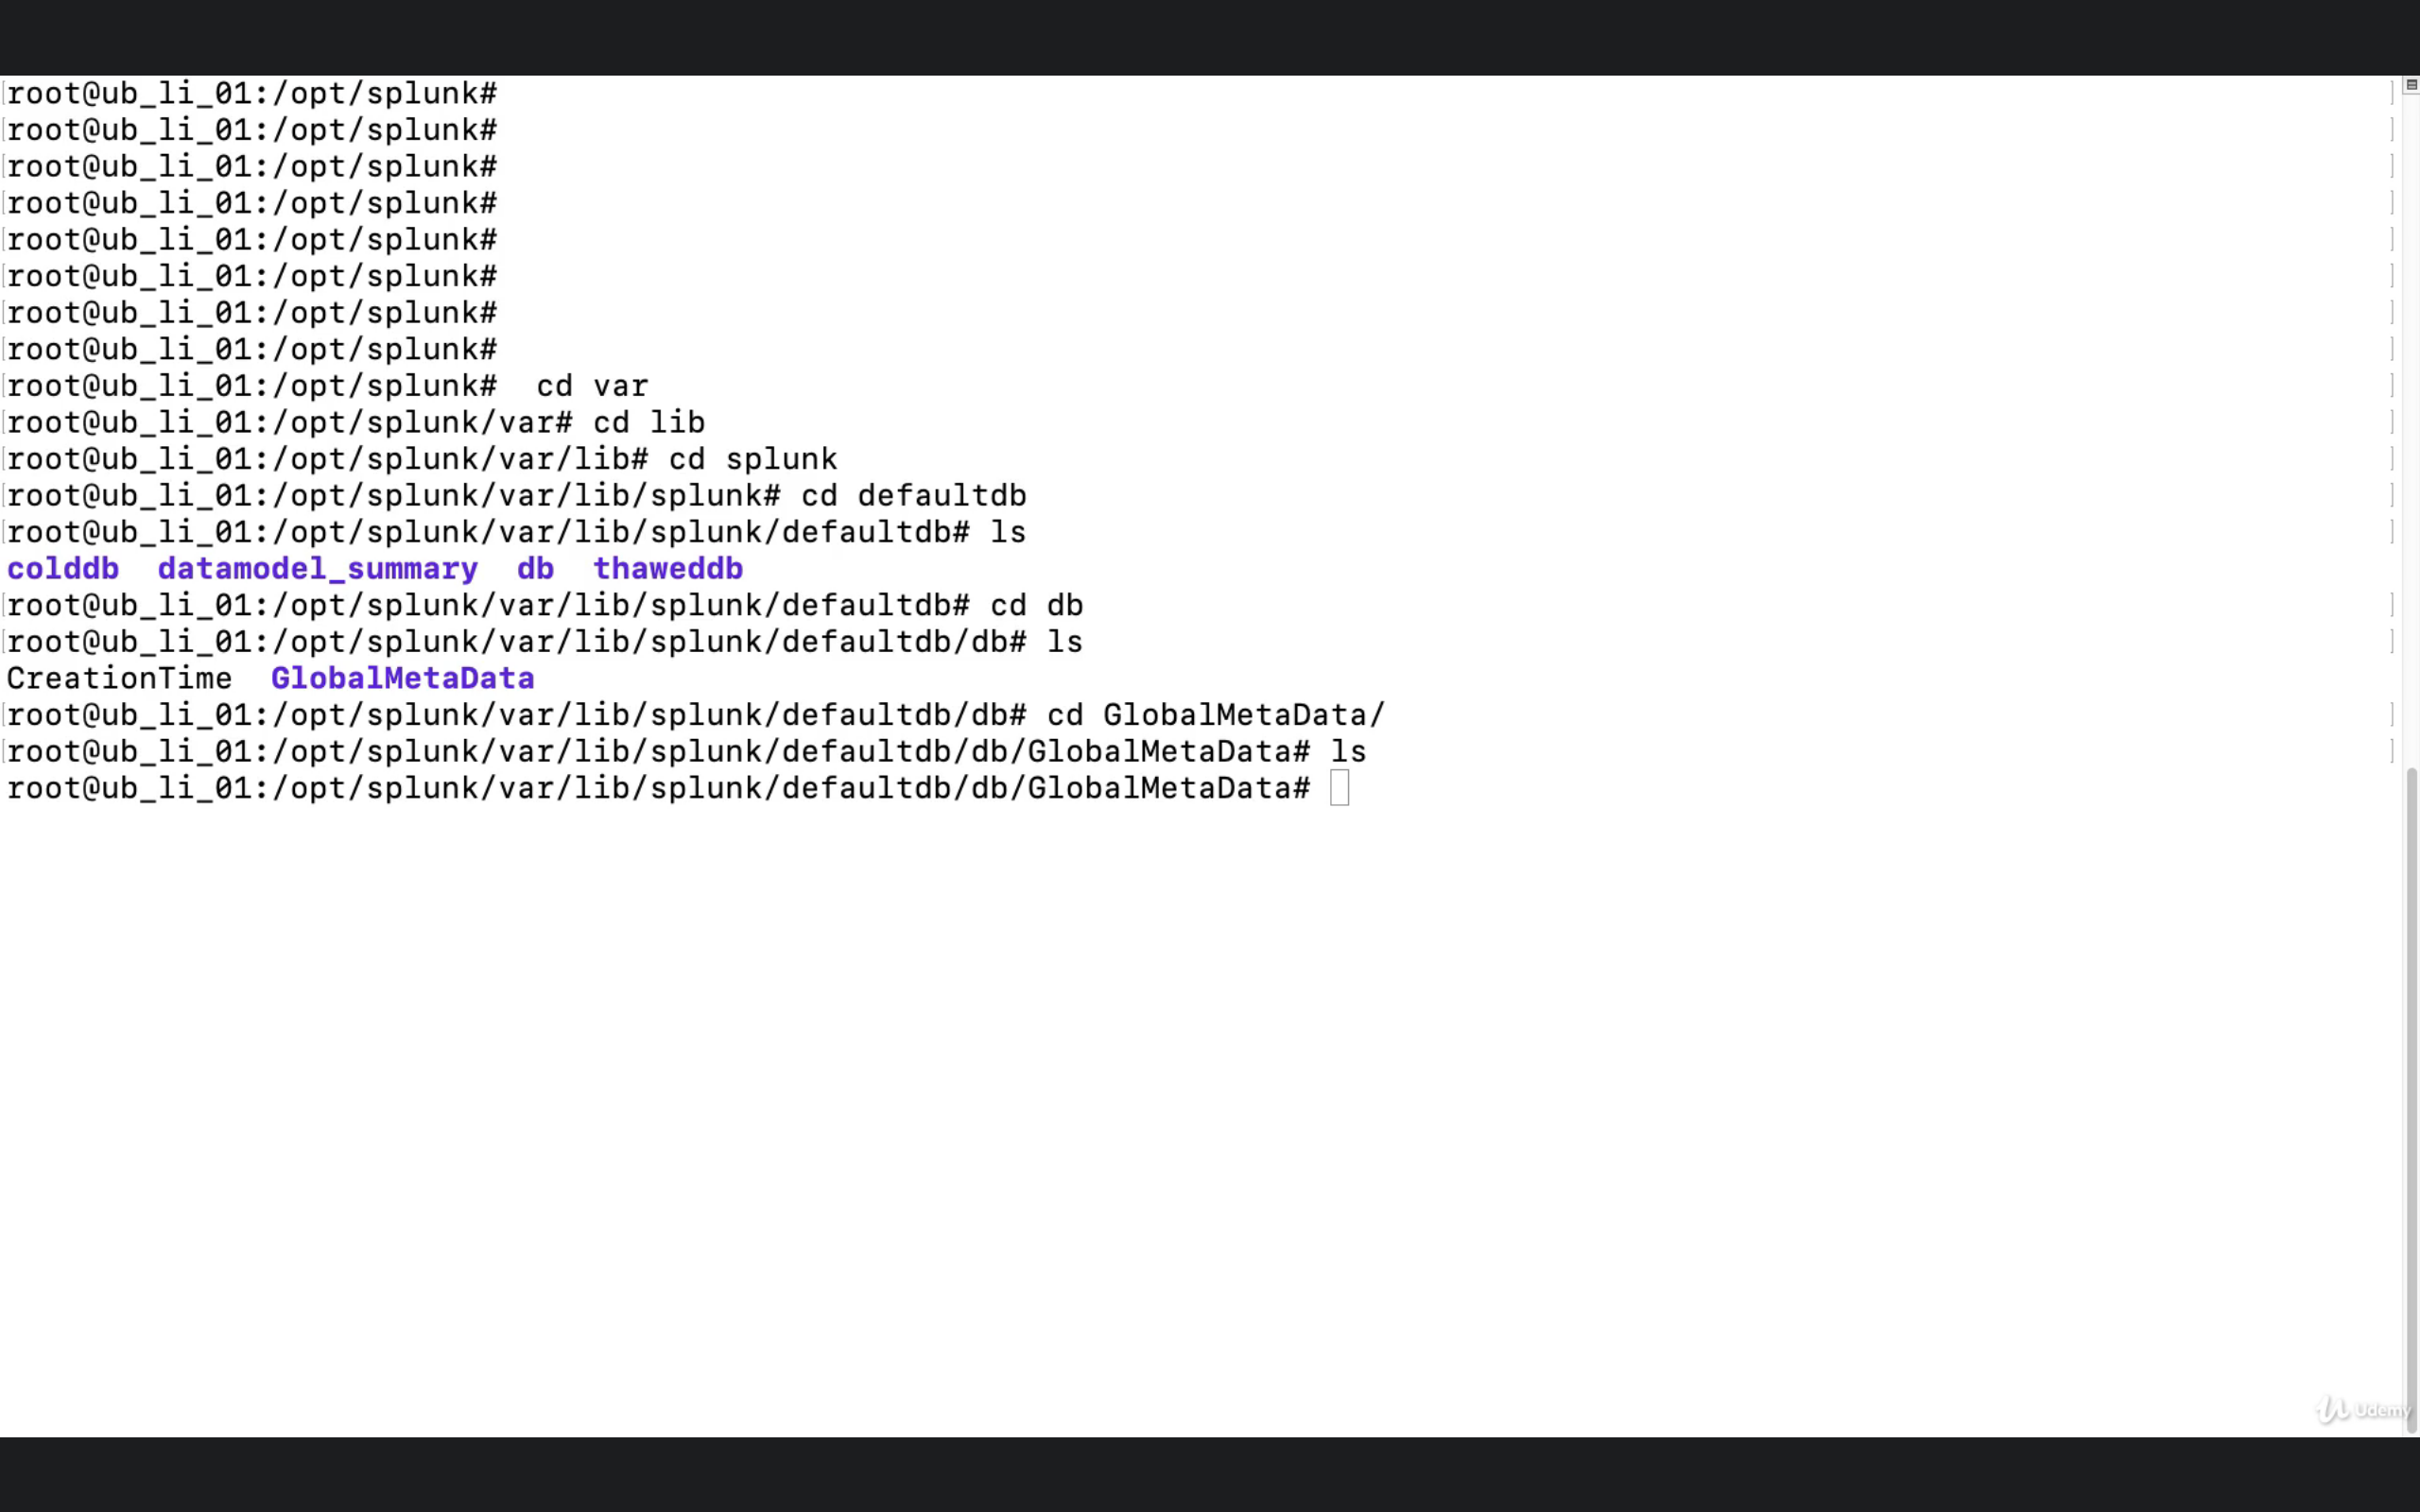 root@ub_li_01:/opt/splunk#
root@ub_li_01:/opt/splunk#
root@ub_li_01:/opt/splunk#
root@ub_li_01:/opt/splunk#
root@ub_li_01:/opt/splunk#
root@ub_li_01:/opt/splunk#
root@ub_li_01:/opt/splunk#
root@ub_li_01:/opt/splunk#
root@ub_li_01:/opt/splunk#  cd var
root@ub_li_01:/opt/splunk/var# cd lib
root@ub_li_01:/opt/splunk/var/lib# cd splunk
root@ub_li_01:/opt/splunk/var/lib/splunk# cd defaultdb
root@ub_li_01:/opt/splunk/var/lib/splunk/defaultdb# ls
colddb  datamodel_summary  db  thaweddb
root@ub_li_01:/opt/splunk/var/lib/splunk/defaultdb# cd db
root@ub_li_01:/opt/splunk/var/lib/splunk/defaultdb/db# ls
CreationTime  GlobalMetaData
root@ub_li_01:/opt/splunk/var/lib/splunk/defaultdb/db# cd GlobalMetaData/
root@ub_li_01:/opt/splunk/var/lib/splunk/defaultdb/db/GlobalMetaData# ls
root@ub_li_01:/opt/splunk/var/lib/splunk/defaultdb/db/GlobalMetaData#
Udemy